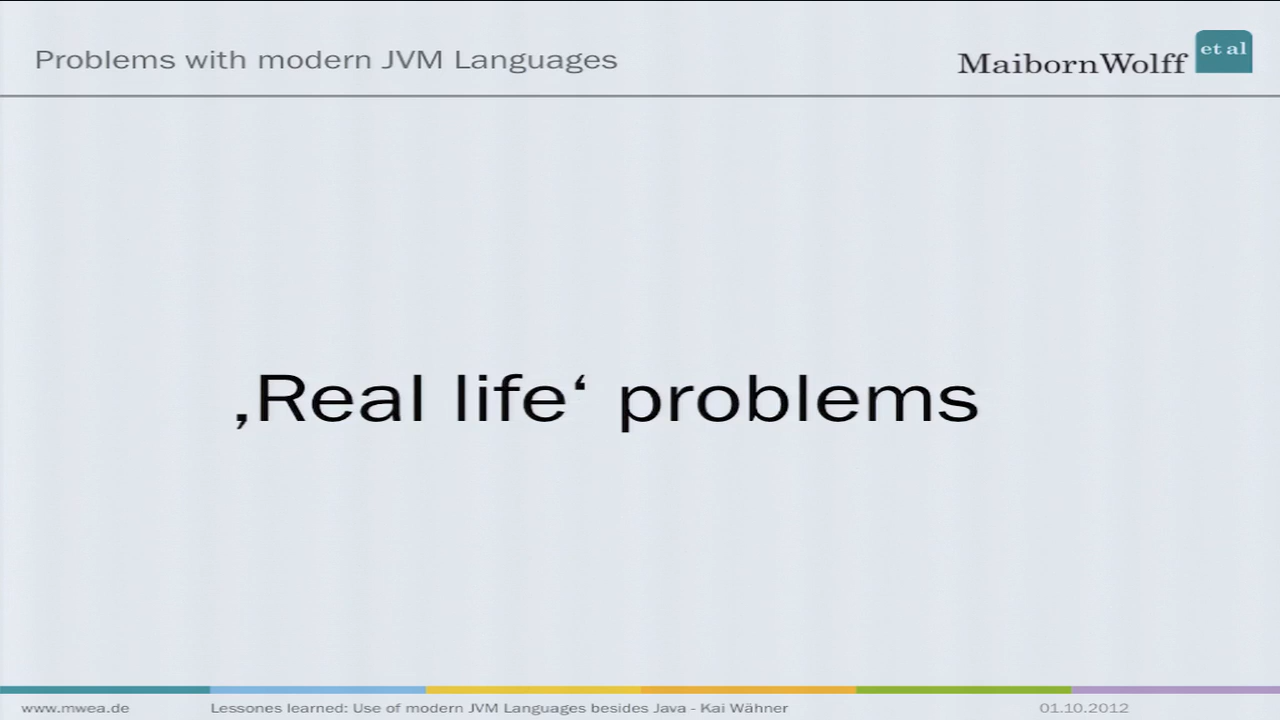 Problems with modern JVM Languages
MaibornWolff et al
‚Real life‘ problems
www.mwea.de
Lessones learned: Use of modern JVM Languages besides Java - Kai Wähner
01.10.2012